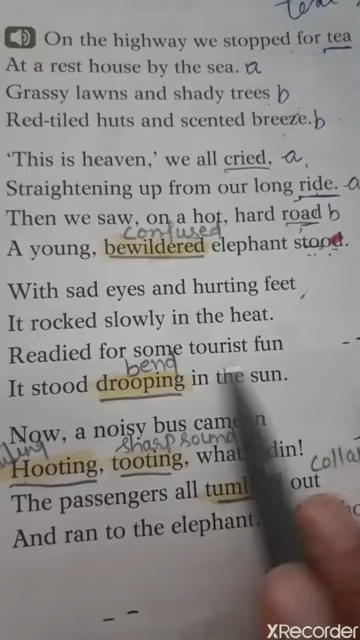 On the highway we stopped for tea
At a rest house by the sea. a
Grassy lawns and shady trees b
Red-tiled huts and scented breeze. b
'This is heaven,' we all cried, a
Straightening up from our long ride. a
Then we saw, on a hot, hard road b
confused
A young, bewildered elephant stood.
With sad eyes and hurting feet
It rocked slowly in the heat.
Readied for some tourist fun
bend
It stood drooping in the sun.
Now, a noisy bus came
sharp sound
Hooting, tooting, what din!
The passengers all out
And ran to the elephant.
XRecorder